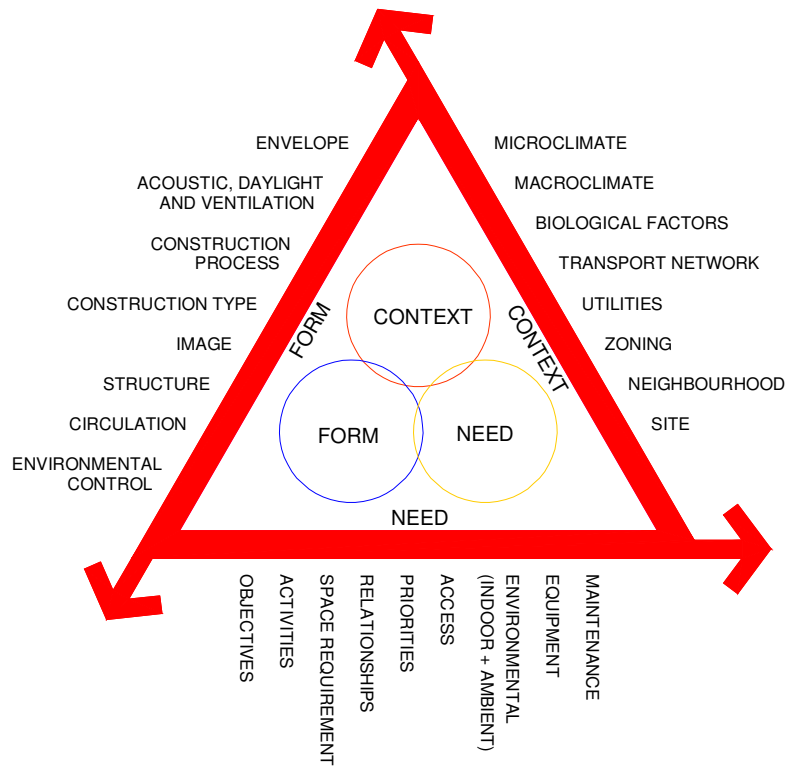 ENVELOPE
ACOUSTIC, DAYLIGHT
AND VENTILATION
CONSTRUCTION
PROCESS
CONSTRUCTION TYPE
IMAGE
STRUCTURE
CIRCULATION
ENVIRONMENTAL
CONTROL
FORM
MICROCLIMATE
MACROCLIMATE
BIOLOGICAL FACTORS
TRANSPORT NETWORK
UTILITIES
ZONING
NEIGHBOURHOOD
SITE
CONTEXT
CONTEXT
FORM
NEED
NEED
OBJECTIVES
ACTIVITIES
SPACE REQUIREMENT
RELATIONSHIPS
PRIORITIES
ACCESS
ENVIRONMENTAL
(INDOOR + AMBIENT)
EQUIPMENT
MAINTENANCE